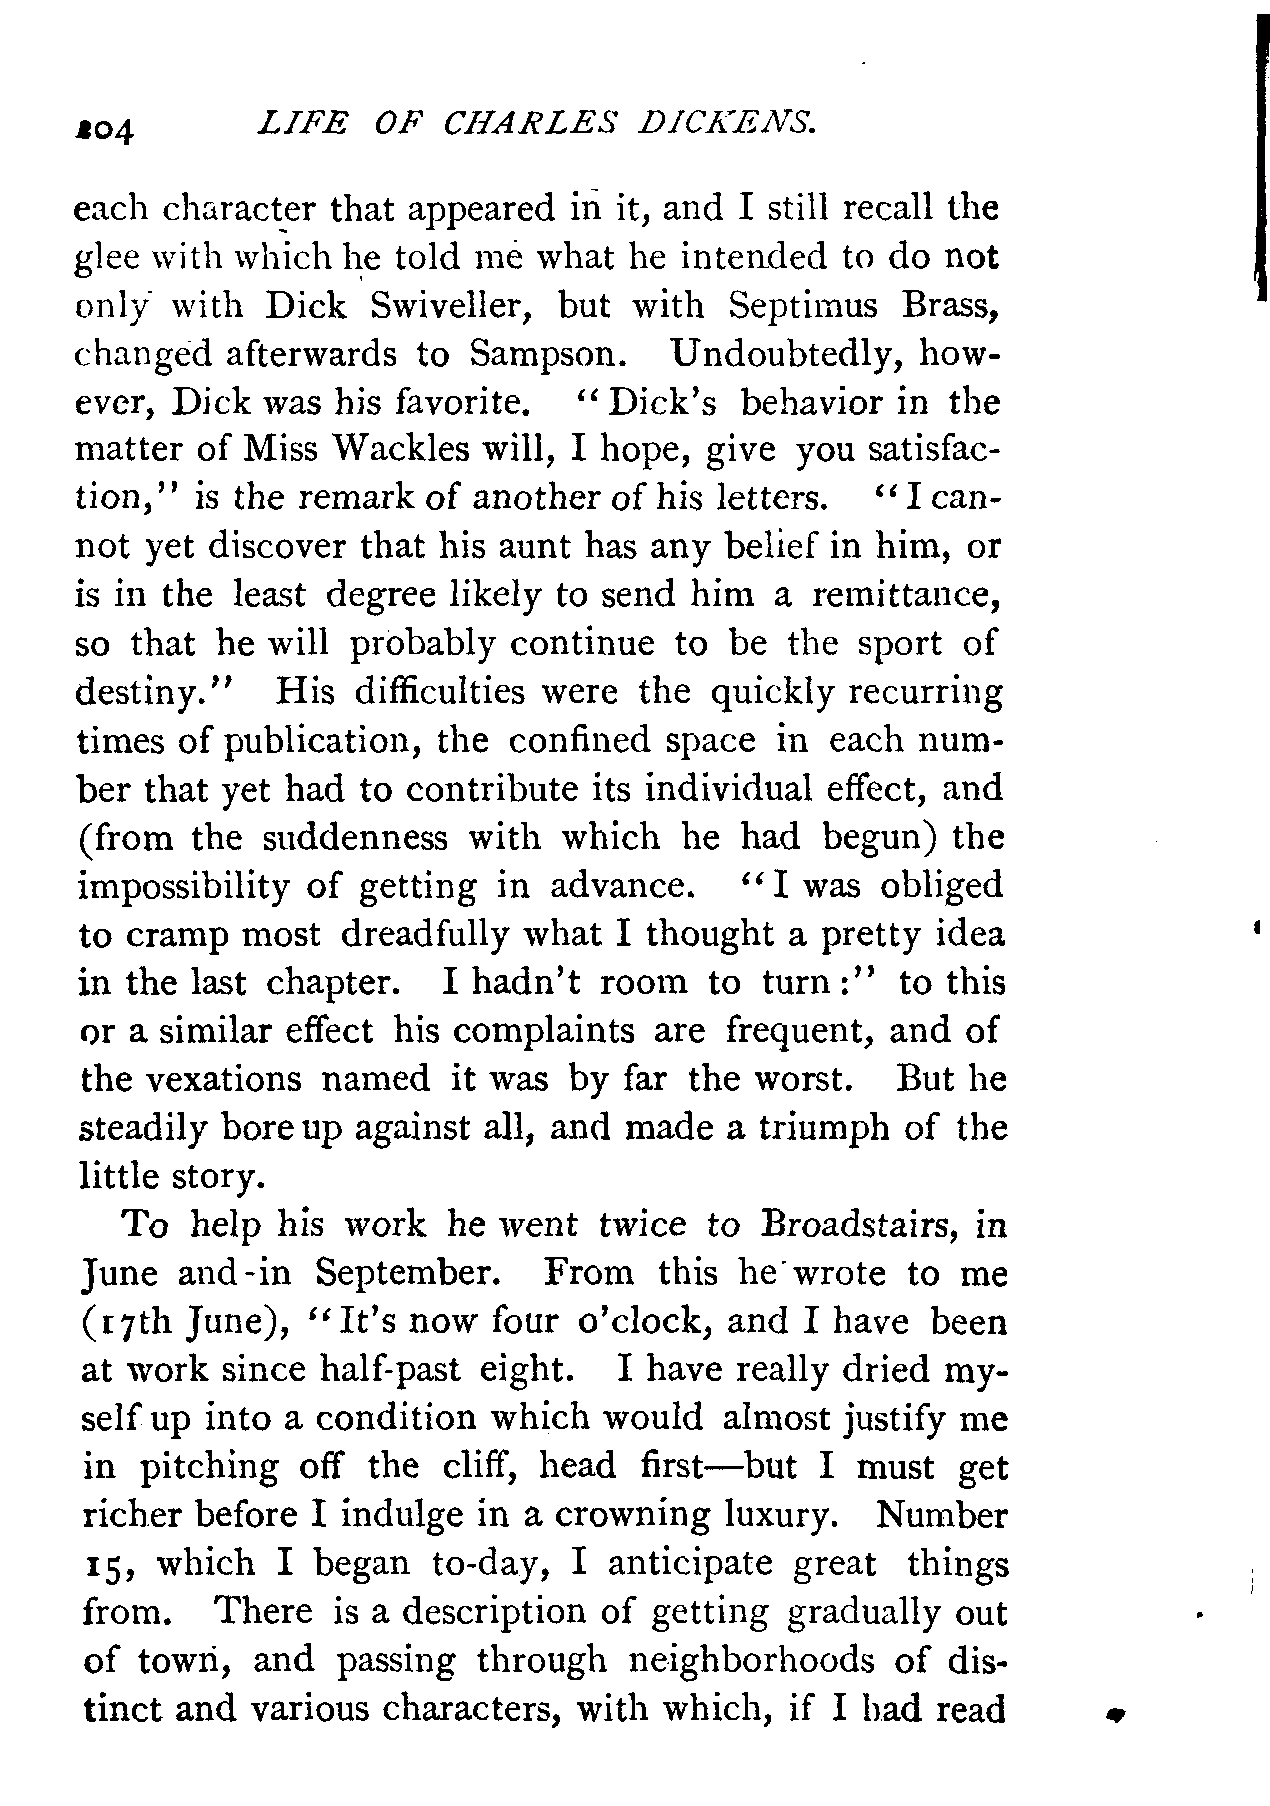 204 LIFE OF CHARLES DICKENS.
each character that appeared in it, and I still recall the
glee with which he told me what he intended to do not
only with Dick Swiveller, but with Septimus Brass,
changed afterwards to Sampson. Undoubtedly, how-
ever, Dick was his favorite. “Dick's behavior in the
matter of Miss Wackles will, I hope, give you satisfac-
tion,” is the remark of another of his letters. “I can-
not yet discover that his aunt has any belief in him, or
is in the least degree likely to send him a remittance,
so that he will probably continue to be the sport of
destiny.” His difficulties were the quickly recurring
times of publication, the confined space in each num-
ber that yet had to contribute its individual effect, and
(from the suddenness with which he had begun) the
impossibility of getting in advance. “I was obliged
to cramp most dreadfully what I thought a pretty idea
in the last chapter. I hadn't room to turn:” to this
or a similar effect his complaints are frequent, and of
the vexations named it was by far the worst. But he
steadily bore up against all, and made a triumph of the
little story.
To help his work he went twice to Broadstairs, in
June and in September. From this he wrote to me
(17th June), “It's now four o'clock, and I have been
at work since half-past eight. I have really dried my-
self up into a condition which would almost justify me
in pitching off the cliff, head first—but I must get
richer before I indulge in a crowning luxury. Number
15, which I began to-day, I anticipate great things
from. There is a description of getting gradually out
of town, and passing through neighborhoods of dis-
tinct and various characters, with which, if I had read